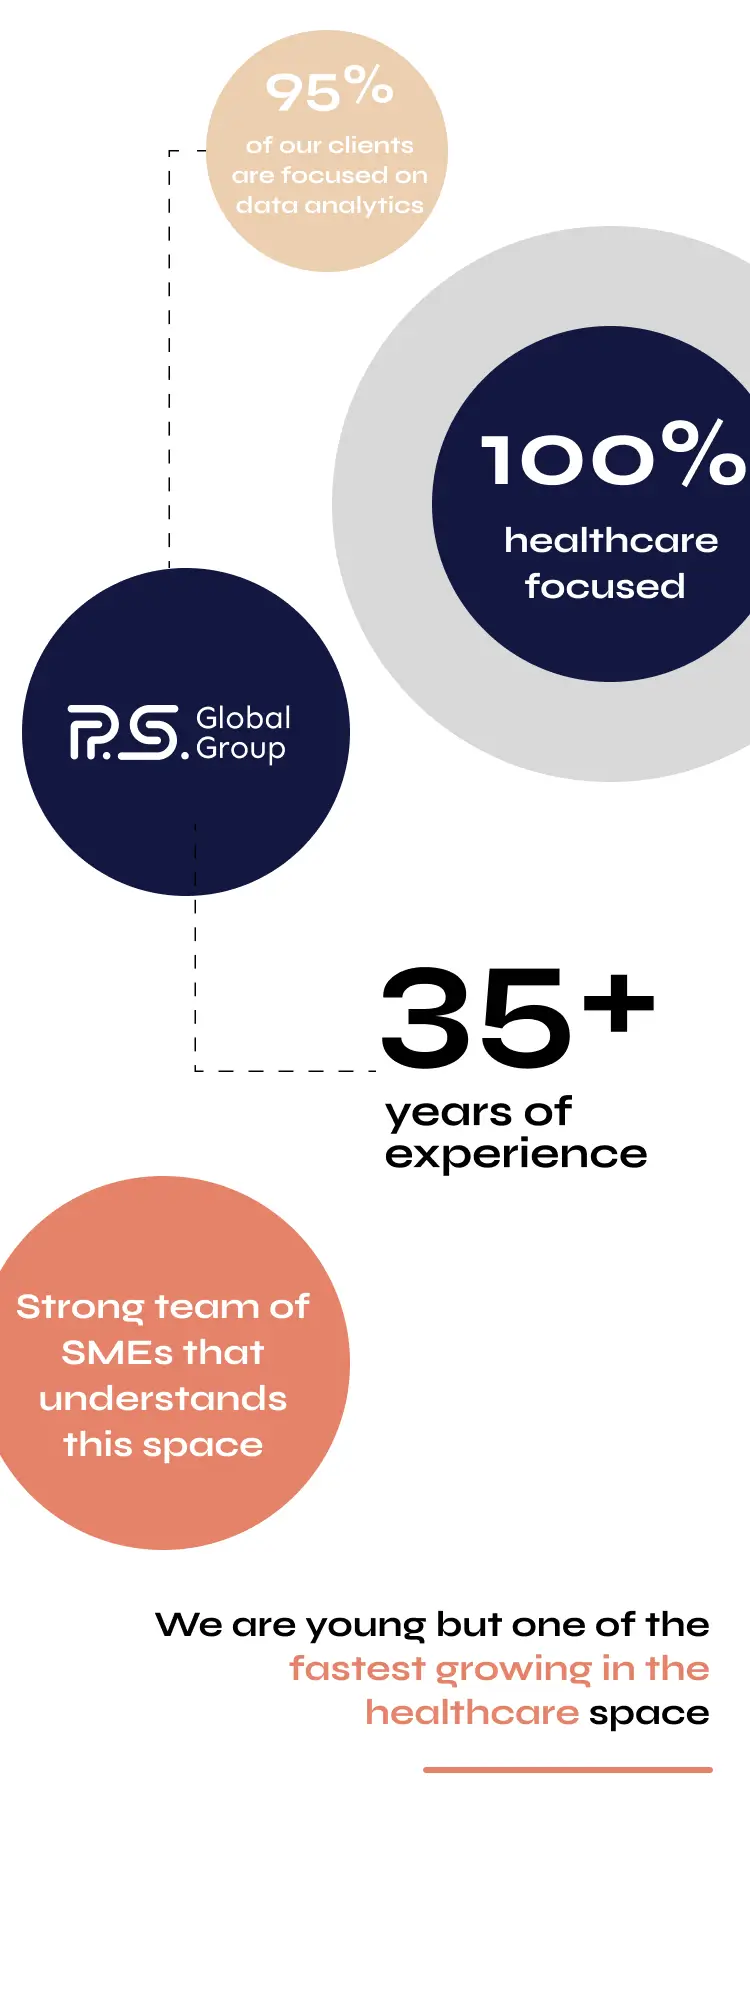 95%
of our clients
are focused on
data analytics
100%
healthcare
focused
P.S. Global
Group
35+
years of
experience
Strong team of
SMEs that
understands
this space
We are young but one of the
fastest growing in the
healthcare space